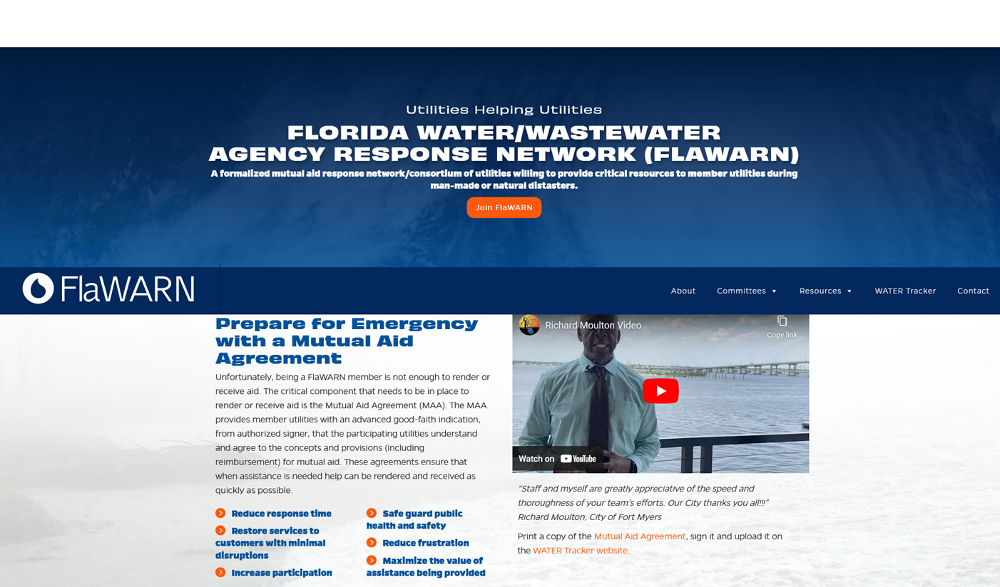 Utilities Helping Utilities
FLORIDA WATER/WASTEWATER
AGENCY RESPONSE NETWORK (FLAWARN)
A formalized mutual aid response network/consortium of utilities willing to provide critical resources to member utilities during
man-made or natural distasters.
Join FlaWARN
FlaWARN
About
Committees
Resources
WATER Tracker
Contact
Prepare for Emergency
with a Mutual Aid
Agreement
Unfortunately, being a FlaWARN member is not enough to render or
receive aid. The critical component that needs to be in place to
render or receive aid is the Mutual Aid Agreement (MAA). The MAA
provides member utilities with an advanced good-faith indication,
from authorized signer, that the participating utilities understand
and agree to the concepts and provisions (including
reimbursement) for mutual aid. These agreements ensure that
when assistance is needed help can be rendered and received as
quickly as possible.
Reduce response time
Restore services to
customers with minimal
disruptions
Increase participation
Safe guard public
health and safety
Reduce frustration
Maximize the value of
assistance being provided
Richard Moulton Video
Copy link
Watch on YouTube
“Staff and myself are greatly appreciative of the speed and
thoroughness of your team’s efforts. Our City thanks you all!!!”
Richard Moulton, City of Fort Myers
Print a copy of the Mutual Aid Agreement, sign it and upload it on
the WATER Tracker website.